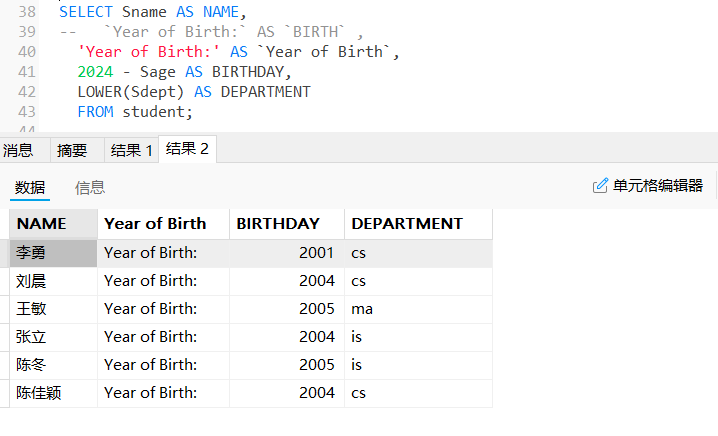 38 SELECT Sname AS NAME,
39 -- `Year of Birth:` AS `BIRTH` ,
40 'Year of Birth:' AS `Year of Birth`,
41 2024 - Sage AS BIRTHDAY,
42 LOWER(Sdept) AS DEPARTMENT
43 FROM student;
44
消息 摘要 结果 1 结果 2
数据 信息 单元格编辑器
NAME Year of Birth BIRTHDAY DEPARTMENT
李勇 Year of Birth: 2001 cs
刘晨 Year of Birth: 2004 cs
王敏 Year of Birth: 2005 ma
张立 Year of Birth: 2004 is
陈冬 Year of Birth: 2005 is
陈佳颖 Year of Birth: 2004 cs